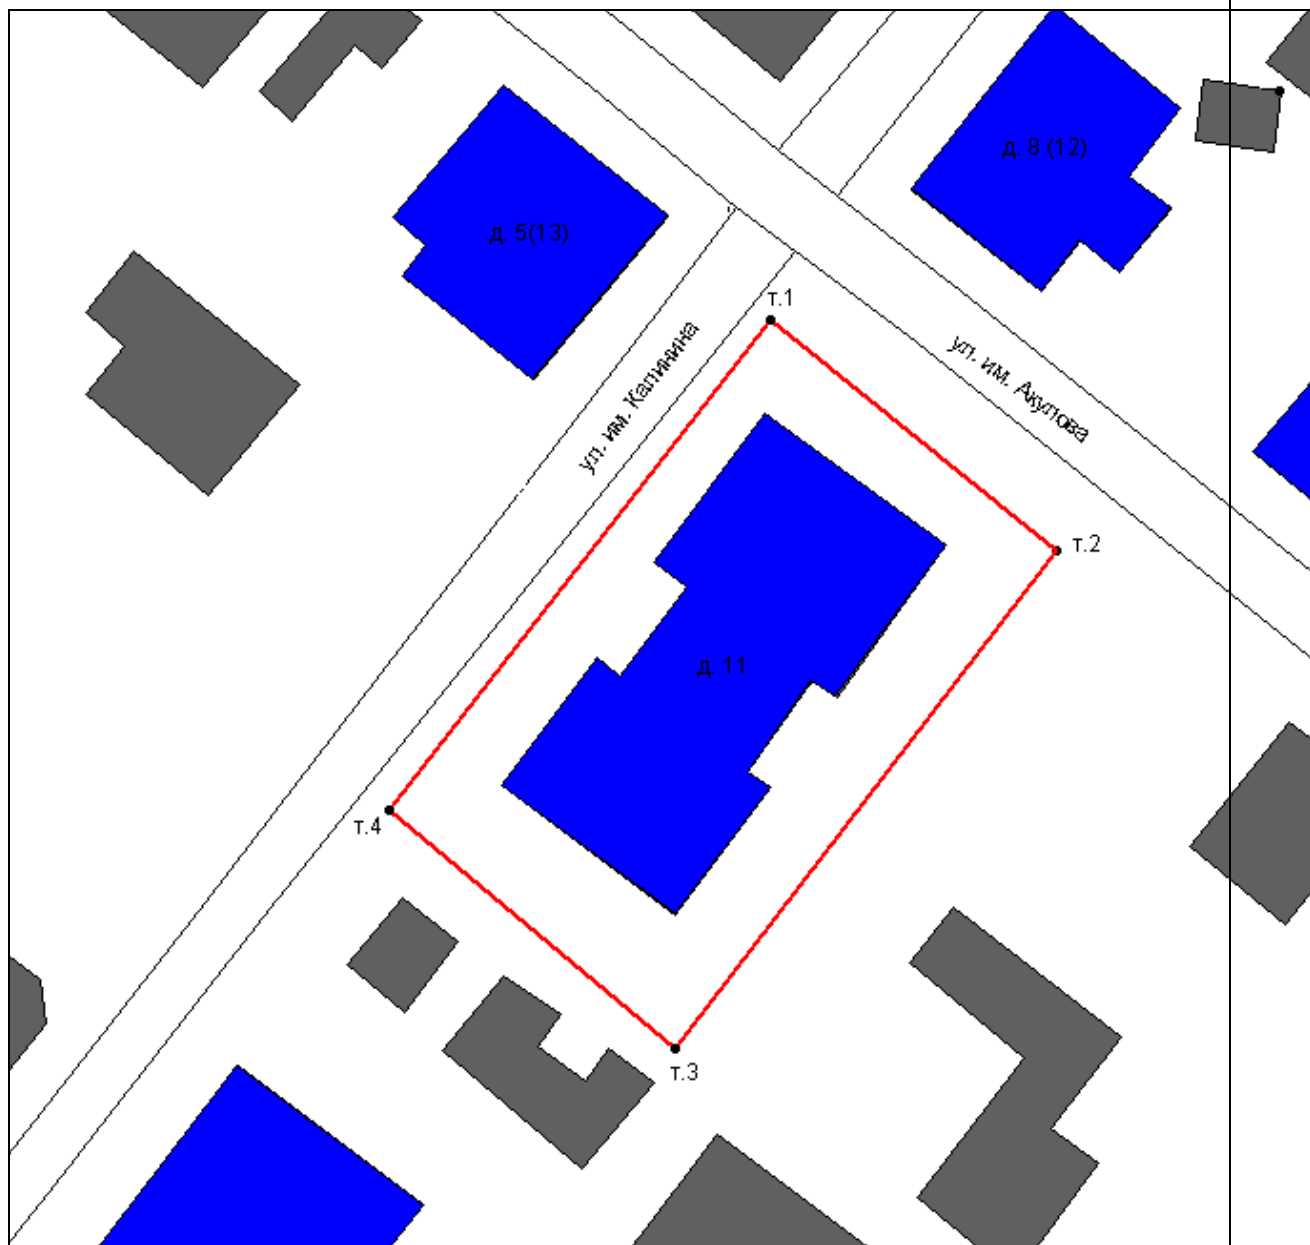 д. 8 (12)
д. 5(13)
т.1
ул. им. Калинина
ул. им. Акулова
т.2
д. 11
т.4
т.3